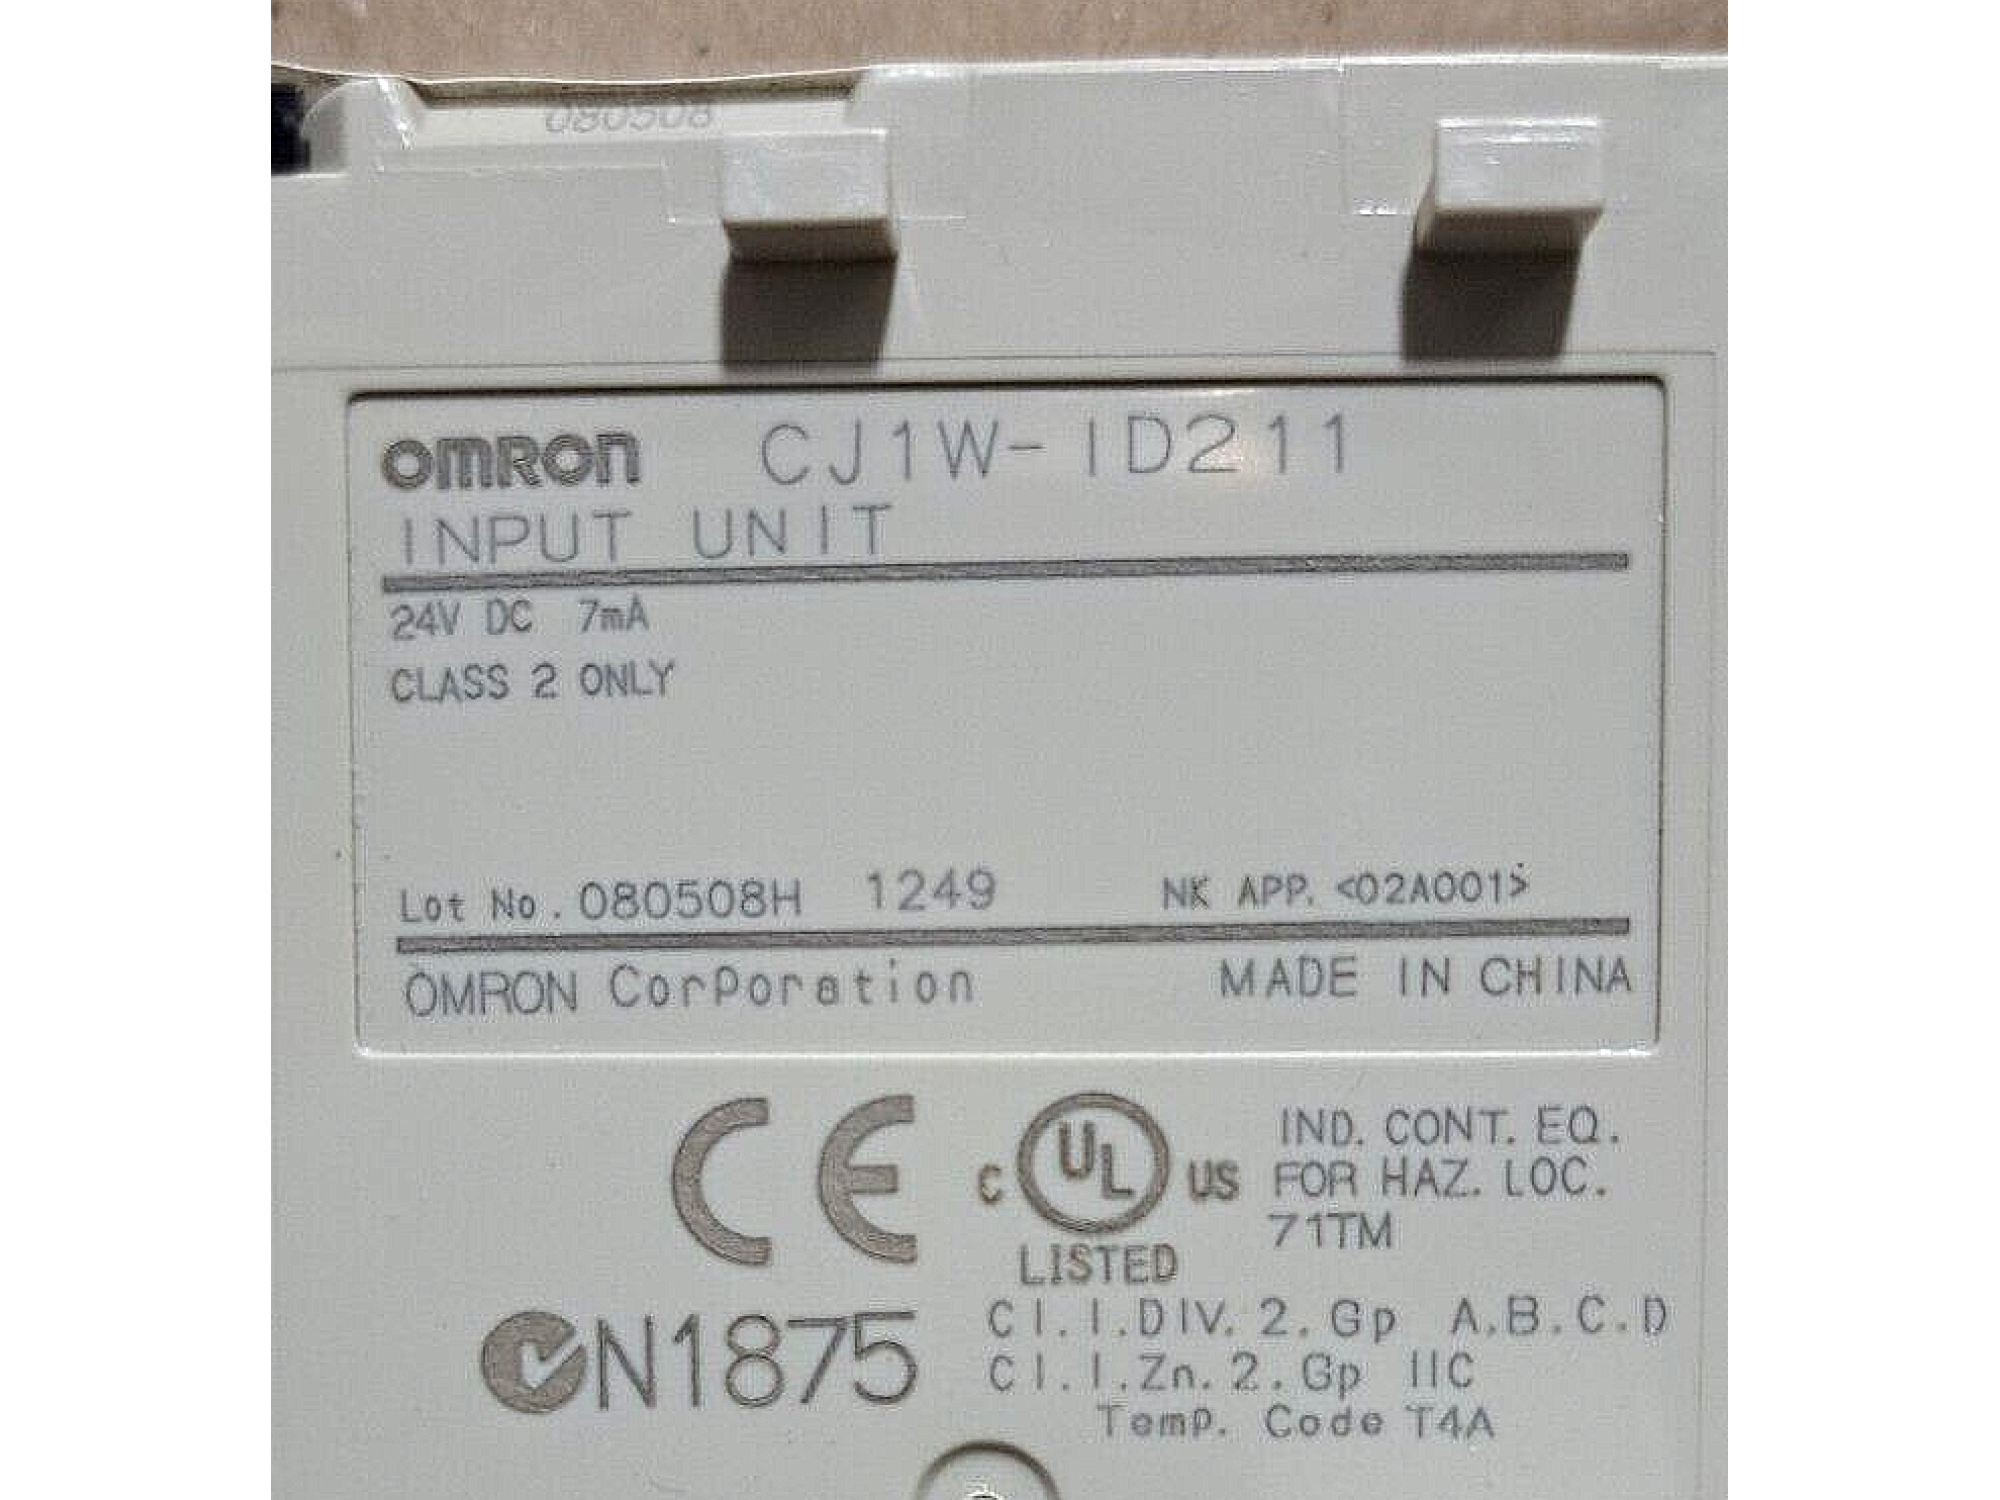 080508
OMRON CJ1W-ID211
INPUT UNIT
24V DC 7mA
CLASS 2 ONLY
Lot No. 080508H 1249 NK APP. <02A001>
OMRON Corporation MADE IN CHINA
CE C UL US LISTED
IND. CONT. EQ.
FOR HAZ. LOC.
71TM
N1875
Cl.I.DIV.2.Gp A.B.C.D
Cl.I.Zn.2.Gp IIC
Temp. Code T4A